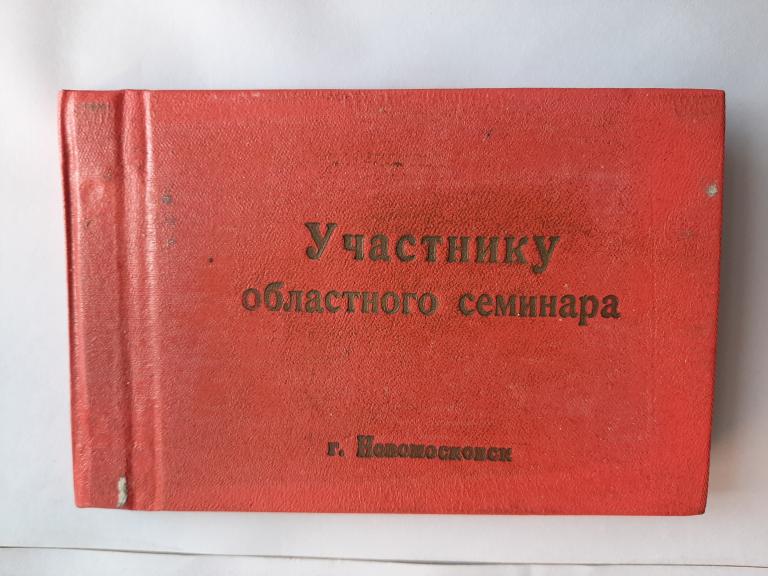 Участнику
областного семинара
г. Новомосковск